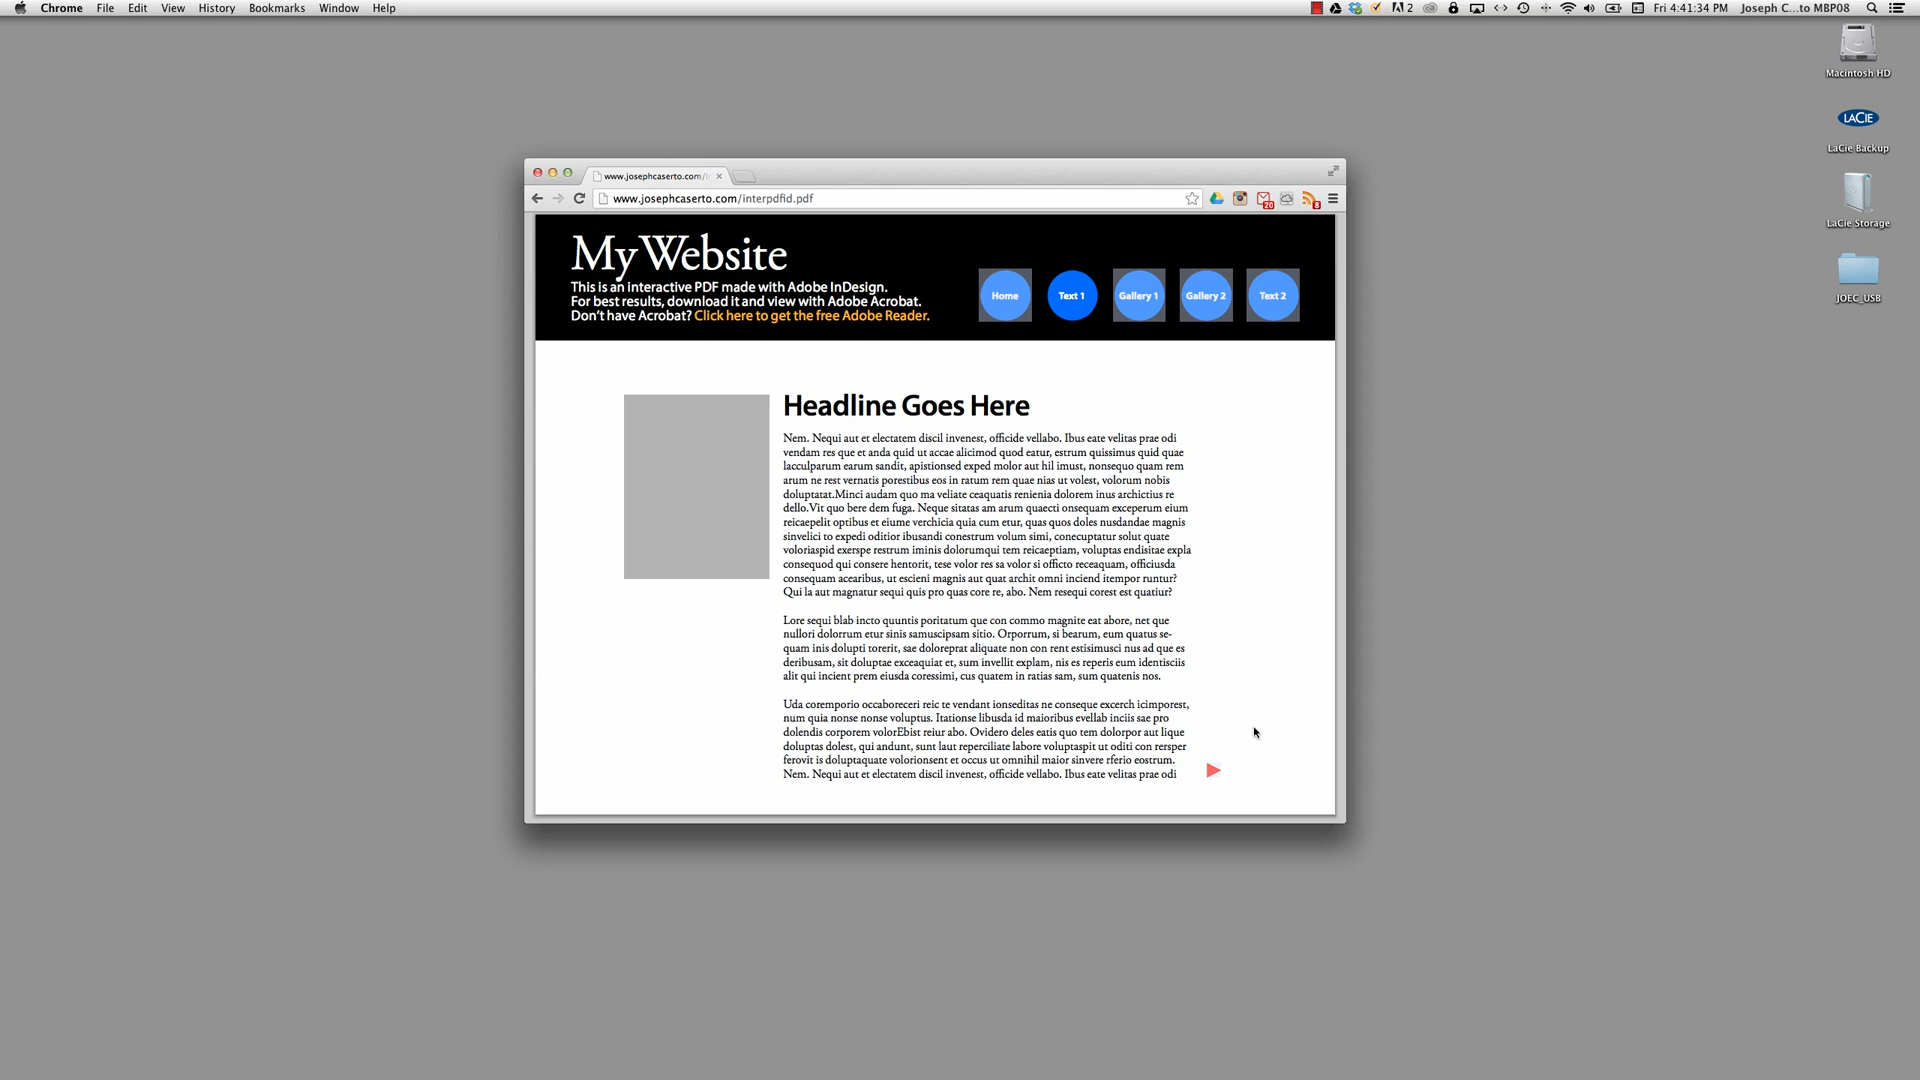 Chrome File Edit View History Bookmarks Window Help
2 Fri 4:41:34 PM Joseph C...to MBP08
Macintosh HD
LACIE
LaCie Backup
LaCie Storage
JOEC_USB
www.josephcaserto.com/
www.josephcaserto.com/interpdfid.pdf
20
8
My Website
This is an interactive PDF made with Adobe InDesign.
For best results, download it and view with Adobe Acrobat.
Don't have Acrobat? Click here to get the free Adobe Reader.
Home Text 1 Gallery 1 Gallery 2 Text 2
Headline Goes Here
Nem. Nequi aut et electatem discil invenest, officide vellabo. Ibus eate velitas prae odi
vendam res que et anda quid ut accae alicimod quod eatur, estrum quissimus quid quae
lacculparum earum sandit, apistionsed exped molor aut hil imust, nonsequo quam rem
arum ne rest vernatis porestibus eos in ratum rem quae nias ut volest, volorum nobis
doluptatat.Minci audam quo ma veliate ceaquatis renienia dolorem inus archictius re
dello.Vit quo bere dem fuga. Neque sitatas am arum quaecti onsequam exceperum eium
reicaepelit optibus et eiume verchicia quia cum etur, quas quos doles nusdandae magnis
sinvelici to expedi oditior ibusandi conestrum volum simi, conecuptatur solut quate
voloriaspid exerspe restrum iminis dolorumqui tem reicaeptiam, voluptas endisitae expla
consequod qui consere hentorit, tese volor res sa volor si officto receaquam, officiusda
consequam acearibus, ut escieni magnis aut quat archit omni inciend itempor runtur?
Qui la aut magnatur sequi quis pro quas core re, abo. Nem resequi corest est quatiur?
Lore sequi blab incto quuntis poritatum que con commo magnite eat abore, net que
nullori dolorrum etur sinis samuscipsam sitio. Orporrum, si bearum, eum quatus se-
quam inis dolupti torerit, sae doloreprat aliquate non con rent estisimusci nus ad que es
deribusam, sit doluptae exceaquiat et, sum invellit explam, nis es reperis eum identisciis
alit qui incient prem eiusda coressimi, cus quatem in ratias sam, sum quatenis nos.
Uda coremporio occaboreceri reic te vendant ionseditas ne conseque excerch icimporest,
num quia nonse nonse voluptus. Itationse libusda id maioribus evellab inciis sae pro
dolendis corporem volorEbist reiur abo. Ovidero deles eatis quo tem dolorpor aut lique
doluptas dolest, qui andunt, sunt laut reperciliate labore voluptaspit ut oditi con rersper
ferovit is doluptaquate volorionsent et occus ut omnihil maior sinvere rferio eostrum.
Nem. Nequi aut et electatem discil invenest, officide vellabo. Ibus eate velitas prae odi